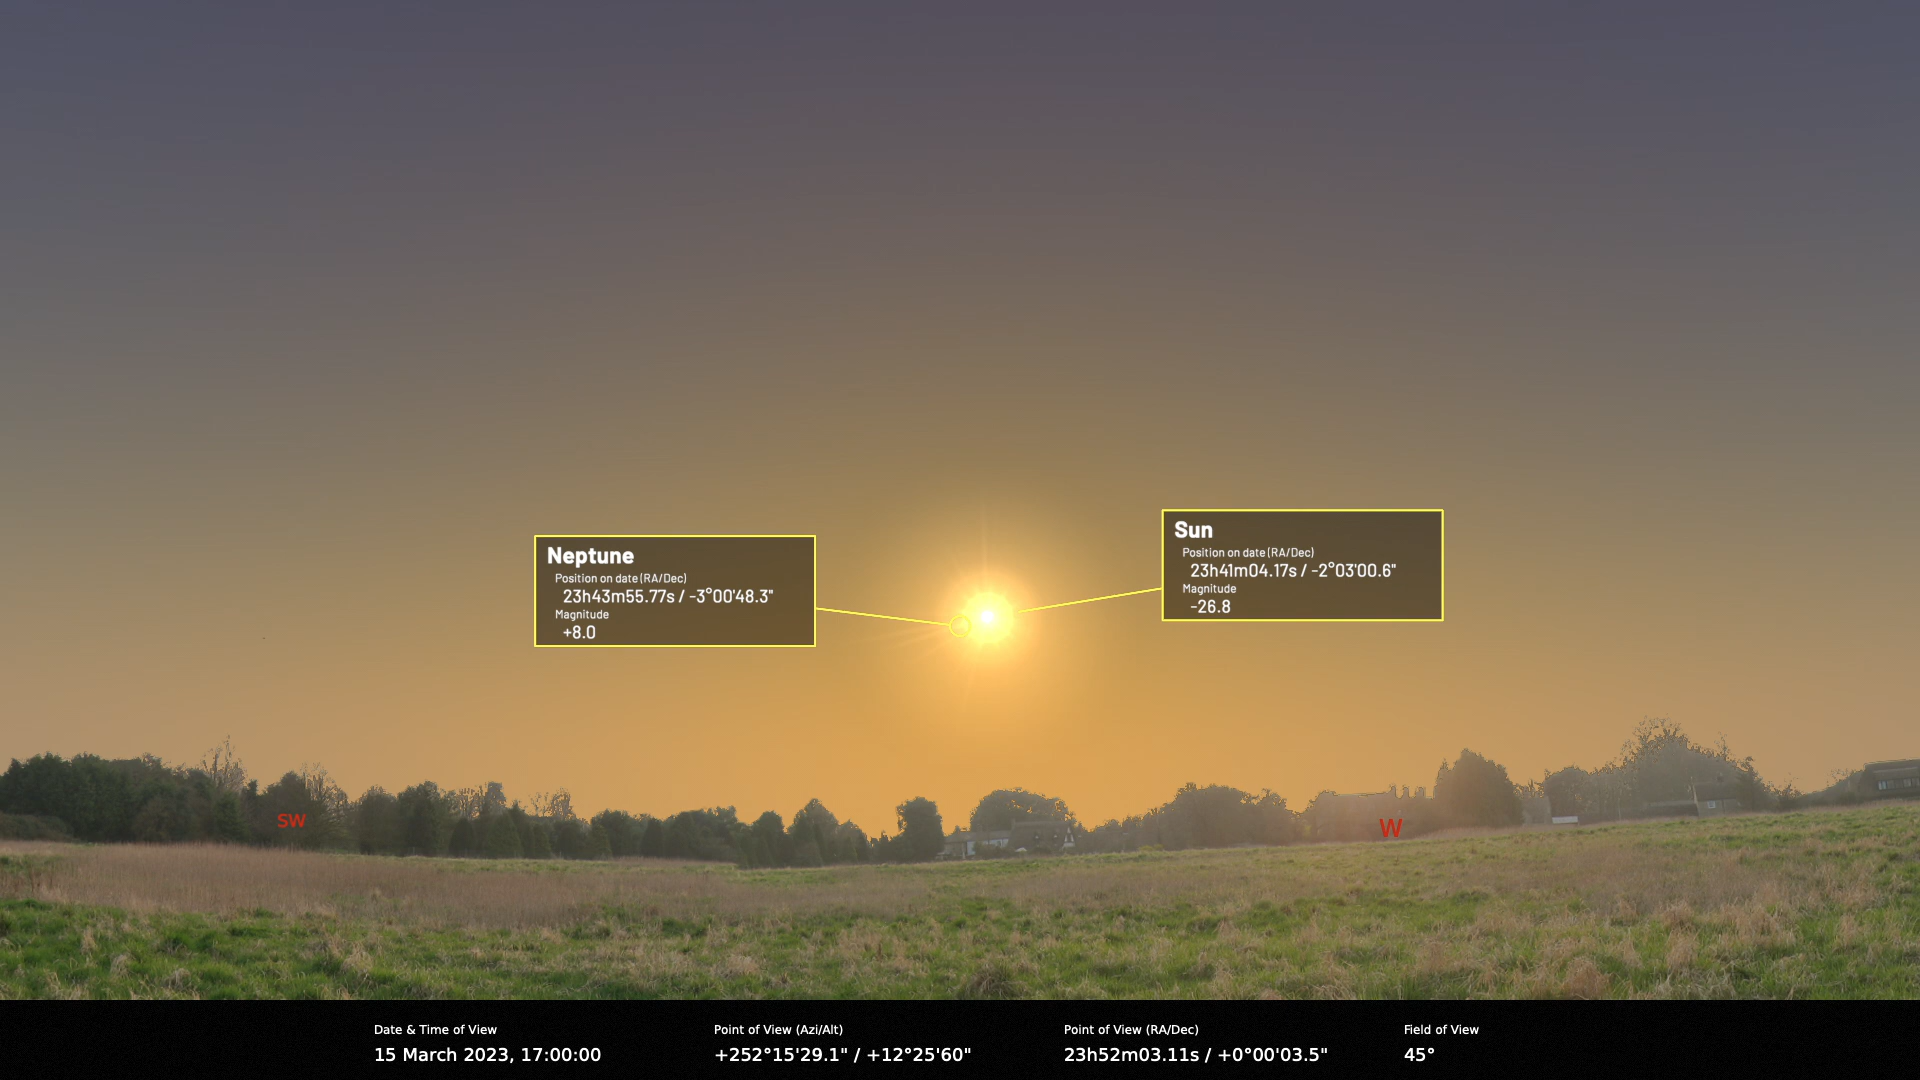 Sun
Position on date (RA/Dec)
23h41m04.17s / -2°03'00.6"
Magnitude
-26.8
Neptune
Position on date (RA/Dec)
23h43m55.77s / -3°00'48.3"
Magnitude
+8.0
SW
W
Date & Time of View
15 March 2023, 17:00:00
Point of View (Azi/Alt)
+252°15'29.1" / +12°25'60"
Point of View (RA/Dec)
23h52m03.11s / +0°00'03.5"
Field of View
45°